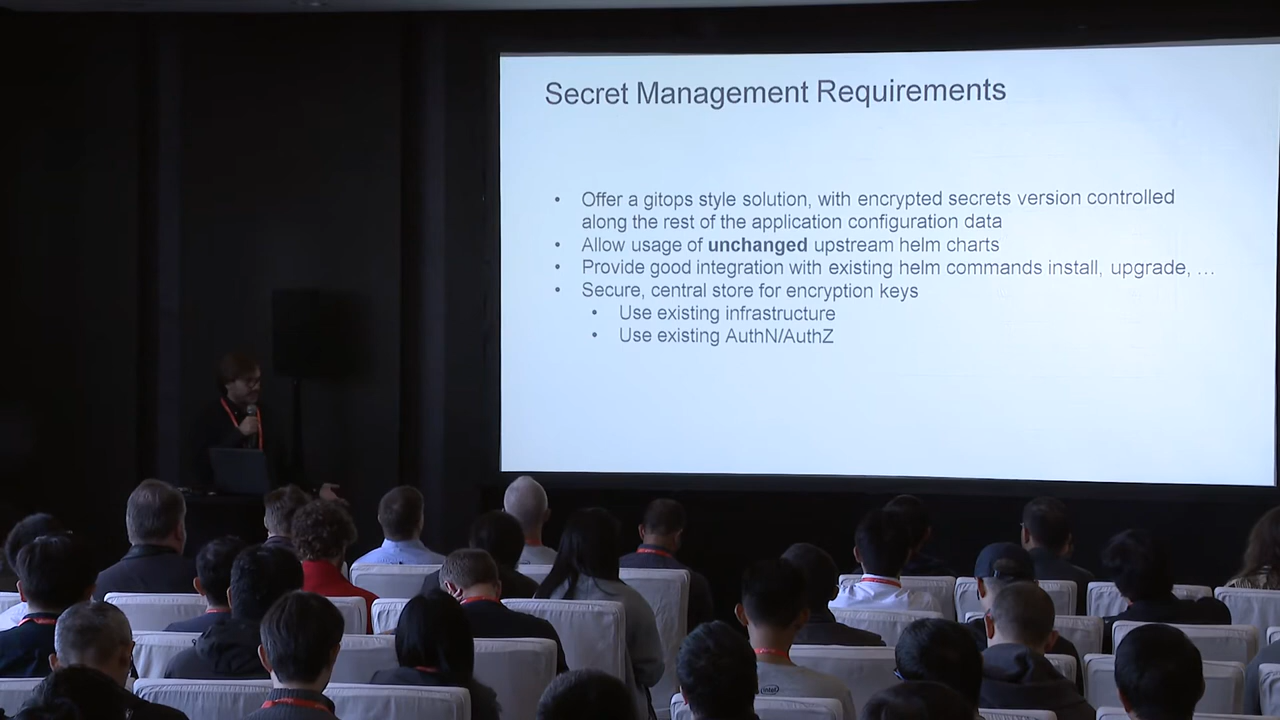 Secret Management Requirements
• Offer a gitops style solution, with encrypted secrets version controlled
along the rest of the application configuration data
• Allow usage of unchanged upstream helm charts
• Provide good integration with existing helm commands install, upgrade, …
• Secure, central store for encryption keys
• Use existing infrastructure
• Use existing AuthN/AuthZ
intel